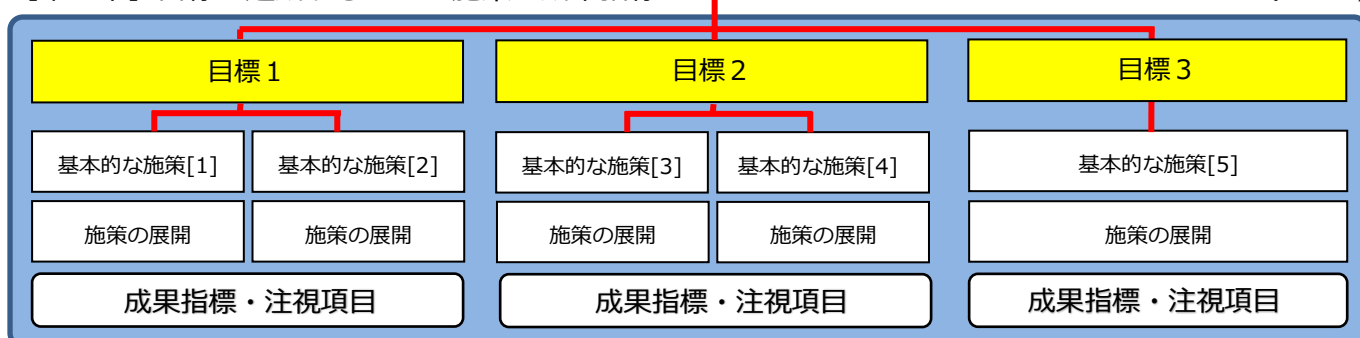 目標1
目標2
目標3
基本的な施策[1]
基本的な施策[2]
基本的な施策[3]
基本的な施策[4]
基本的な施策[5]
施策の展開
施策の展開
施策の展開
施策の展開
施策の展開
成果指標・注視項目
成果指標・注視項目
成果指標・注視項目